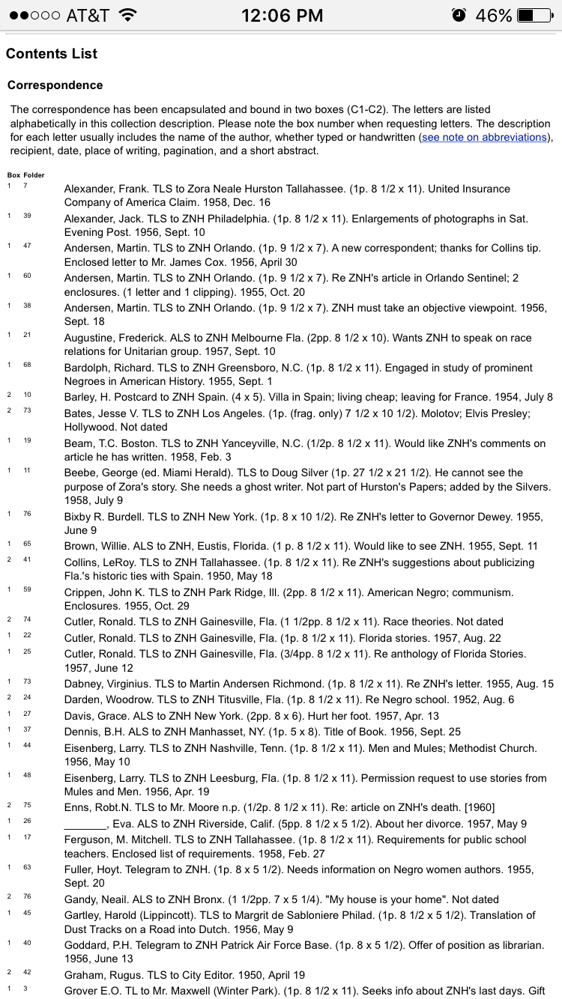 AT&T 12:06 PM 46%
Contents List
Correspondence
The correspondence has been encapsulated and bound in two boxes (C1-C2). The letters are listed
alphabetically in this collection description. Please note the box number when requesting letters. The description
for each letter usually includes the name of the author, whether typed or handwritten (see note on abbreviations),
recipient, date, place of writing, pagination, and a short abstract.
Box Folder
1 7 Alexander, Frank. TLS to Zora Neale Hurston Tallahassee. (1p. 8 1/2 x 11). United Insurance
Company of America Claim. 1958, Dec. 16
1 39 Alexander, Jack. TLS to ZNH Philadelphia. (1p. 8 1/2 x 11). Enlargements of photographs in Sat.
Evening Post. 1956, Sept. 10
1 47 Andersen, Martin. TLS to ZNH Orlando. (1p. 9 1/2 x 7). A new correspondent; thanks for Collins tip.
Enclosed letter to Mr. James Cox. 1956, April 30
1 60 Andersen, Martin. TLS to ZNH Orlando. (1p. 9 1/2 x 7). Re ZNH's article in Orlando Sentinel; 2
enclosures. (1 letter and 1 clipping). 1955, Oct. 20
1 38 Andersen, Martin. TLS to ZNH Orlando. (1p. 9 1/2 x 7). ZNH must take an objective viewpoint. 1956,
Sept. 18
1 21 Augustine, Frederick. ALS to ZNH Melbourne Fla. (2pp. 8 1/2 x 10). Wants ZNH to speak on race
relations for Unitarian group. 1957, Sept. 10
1 68 Bardolph, Richard. TLS to ZNH Greensboro, N.C. (1p. 8 1/2 x 11). Engaged in study of prominent
Negroes in American History. 1955, Sept. 1
2 10 Barley, H. Postcard to ZNH Spain. (4 x 5). Villa in Spain; living cheap; leaving for France. 1954, July 8
2 73 Bates, Jesse V. TLS to ZNH Los Angeles. (1p. (frag. only) 7 1/2 x 10 1/2). Molotov; Elvis Presley;
Hollywood. Not dated
1 19 Beam, T.C. Boston. TLS to ZNH Yanceyville, N.C. (1/2p. 8 1/2 x 11). Would like ZNH's comments on
article he has written. 1958, Feb. 3
1 11 Beebe, George (ed. Miami Herald). TLS to Doug Silver (1p. 27 1/2 x 21 1/2). He cannot see the
purpose of Zora's story. She needs a ghost writer. Not part of Hurston's Papers; added by the Silvers.
1958, July 9
1 76 Bixby R. Burdell. TLS to ZNH New York. (1p. 8 x 10 1/2). Re ZNH's letter to Governor Dewey. 1955,
June 9
1 65 Brown, Willie. ALS to ZNH, Eustis, Florida. (1 p. 8 1/2 x 11). Would like to see ZNH. 1955, Sept. 11
2 41 Collins, LeRoy. TLS to ZNH Tallahassee. (1p. 8 1/2 x 11). Re ZNH's suggestions about publicizing
Fla.'s historic ties with Spain. 1950, May 18
1 59 Crippen, John K. TLS to ZNH Park Ridge, Ill. (2pp. 8 1/2 x 11). American Negro; communism.
Enclosures. 1955, Oct. 29
2 74 Cutler, Ronald. TLS to ZNH Gainesville, Fla. (1 1/2pp. 8 1/2 x 11). Race theories. Not dated
1 22 Cutler, Ronald. TLS to ZNH Gainesville, Fla. (1p. 8 1/2 x 11). Florida stories. 1957, Aug. 22
1 25 Cutler, Ronald. TLS to ZNH Gainesville, Fla. (3/4pp. 8 1/2 x 11). Re anthology of Florida Stories.
1957, June 12
1 73 Dabney, Virginius. TLS to Martin Andersen Richmond. (1p. 8 1/2 x 11). Re ZNH's letter. 1955, Aug. 15
2 24 Darden, Woodrow. TLS to ZNH Titusville, Fla. (1p. 8 1/2 x 11). Re Negro school. 1952, Aug. 6
1 27 Davis, Grace. ALS to ZNH New York. (2pp. 8 x 6). Hurt her foot. 1957, Apr. 13
1 37 Dennis, B.H. ALS to ZNH Manhasset, NY. (1p. 5 x 8). Title of Book. 1956, Sept. 25
1 44 Eisenberg, Larry. TLS to ZNH Nashville, Tenn. (1p. 8 1/2 x 11). Men and Mules; Methodist Church.
1956, May 10
1 48 Eisenberg, Larry. TLS to ZNH Leesburg, Fla. (1p. 8 1/2 x 11). Permission request to use stories from
Mules and Men. 1956, Apr. 19
2 75 Enns, Robt.N. TLS to Mr. Moore n.p. (1/2p. 8 1/2 x 11). Re: article on ZNH's death. [1960]
1 26 _______, Eva. ALS to ZNH Riverside, Calif. (5pp. 8 1/2 x 5 1/2). About her divorce. 1957, May 9
1 17 Ferguson, M. Mitchell. TLS to ZNH Tallahassee. (1p. 8 1/2 x 11). Requirements for public school
teachers. Enclosed list of requirements. 1958, Feb. 27
1 63 Fuller, Hoyt. Telegram to ZNH. (1p. 8 x 5 1/2). Needs information on Negro women authors. 1955,
Sept. 20
2 76 Gandy, Neail. ALS to ZNH Bronx. (1 1/2pp. 7 x 5 1/4). "My house is your home". Not dated
1 45 Gartley, Harold (Lippincott). TLS to Margrit de Sabloniere Philad. (1p. 8 1/2 x 5 1/2). Translation of
Dust Tracks on a Road into Dutch. 1956, May 9
1 40 Goddard, P.H. Telegram to ZNH Patrick Air Force Base. (1p. 8 x 5 1/2). Offer of position as librarian.
1956, June 13
2 42 Graham, Rugus. TLS to City Editor. 1950, April 19
1 3 Grover E.O. TL to Mr. Maxwell (Winter Park). (1p. 8 1/2 x 11). Seeks info about ZNH's last days. Gift